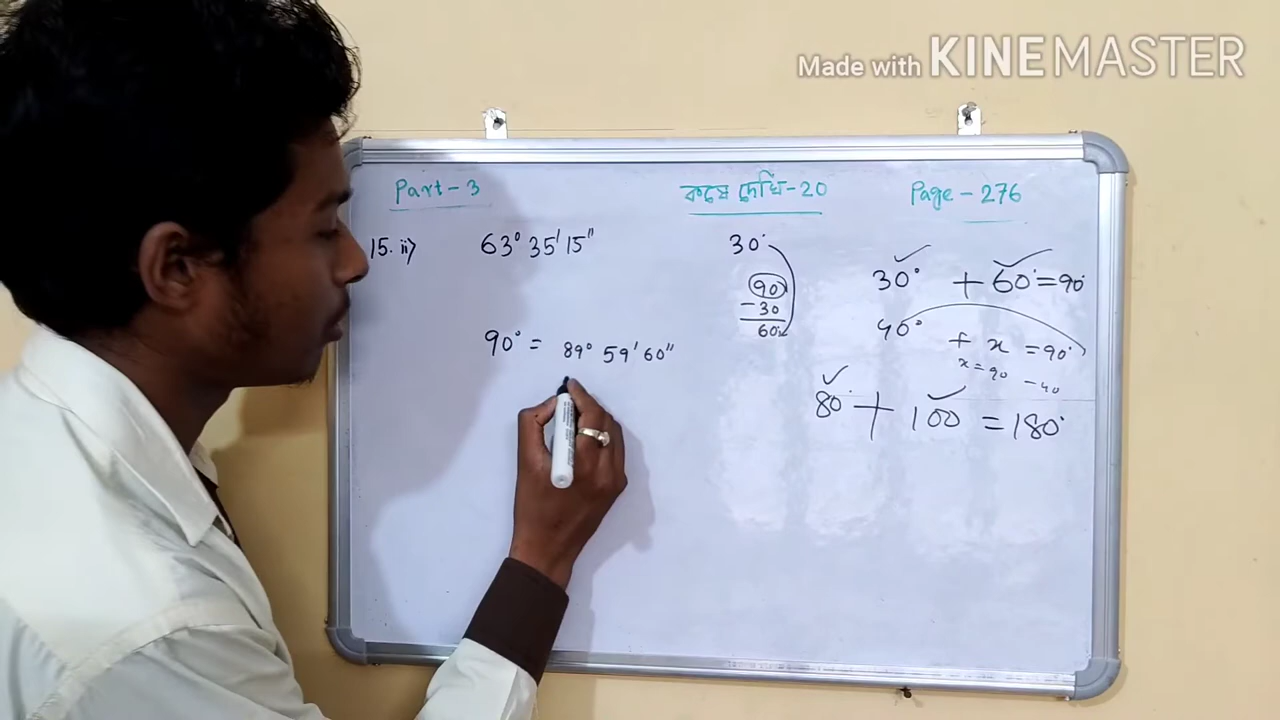 Made with KINEMASTER
Part-3 কষে দেখি-20 Page-276
15. ii) 63° 35' 15"
90° = 89° 59' 60"
30°
90
-30
60°
30° + 60° = 90°
40° + x = 90°
x = 90 - 40
80° + 100 = 180°